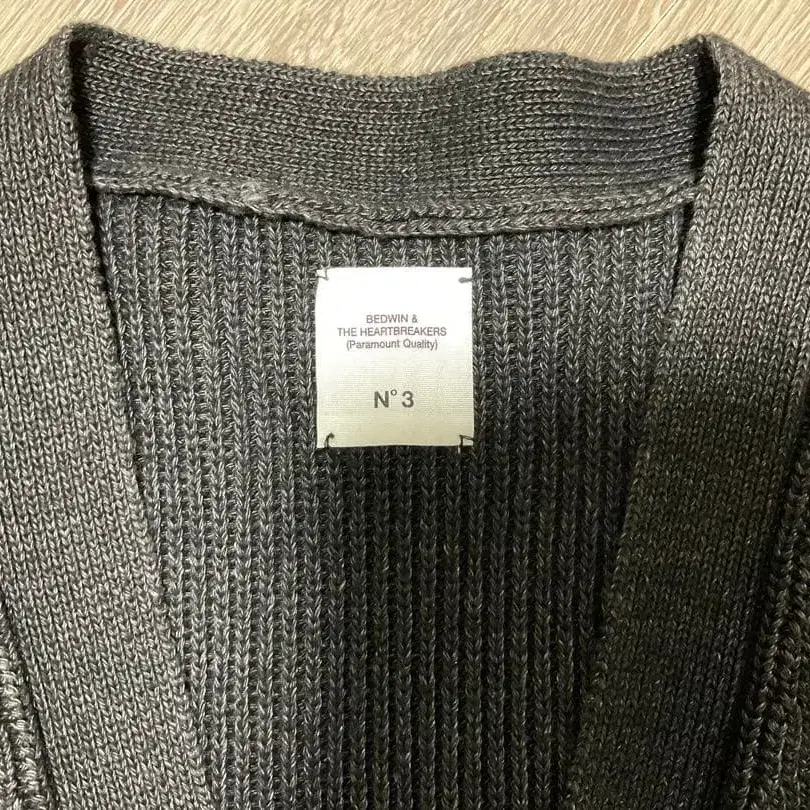 BEDWIN &
THE HEARTBREAKERS
(Paramount Quality)
N° 3